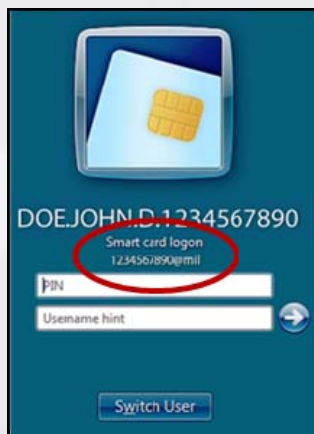 DOE.JOHN.D.1234567890
Smart card logon
1234567890@mil
PIN
Username hint
Switch User